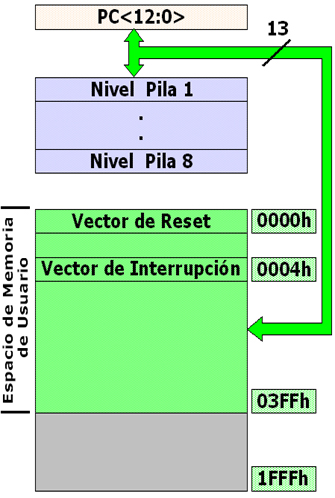 PC<12:0>
13
Nivel Pila 1
.
.
Nivel Pila 8
Espacio de Memoria
de Usuario
Vector de Reset 0000h
Vector de Interrupción 0004h
03FFh
1FFFh